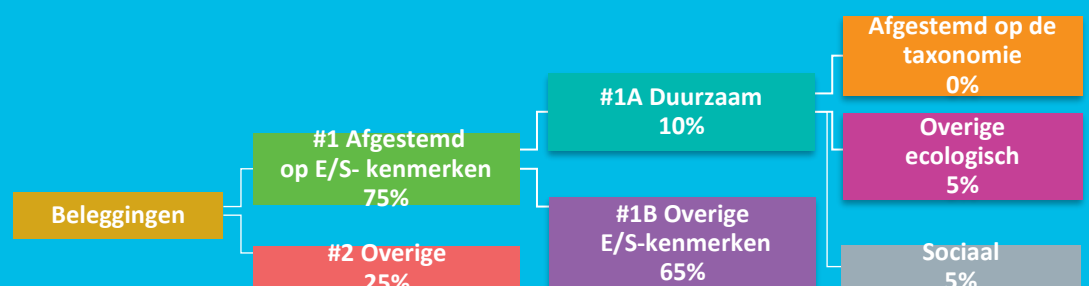 Beleggingen
#1 Afgestemd
op E/S- kenmerken
75%
#2 Overige
25%
#1A Duurzaam
10%
#1B Overige
E/S-kenmerken
65%
Afgestemd op de
taxonomie
0%
Overige
ecologisch
5%
Sociaal
5%